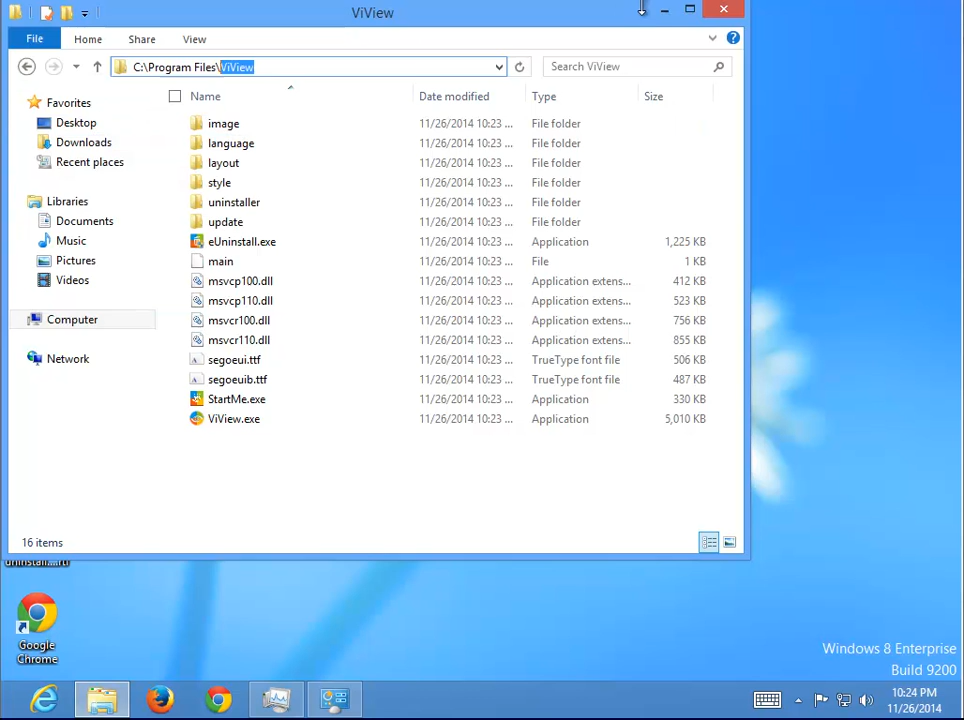 ViView
File Home Share View
C:\Program Files\ViView Search ViView
Name Date modified Type Size
Favorites
Desktop
Downloads
Recent places
Libraries
Documents
Music
Pictures
Videos
Computer
Network
image 11/26/2014 10:23 ... File folder
language 11/26/2014 10:23 ... File folder
layout 11/26/2014 10:23 ... File folder
style 11/26/2014 10:23 ... File folder
uninstaller 11/26/2014 10:23 ... File folder
update 11/26/2014 10:23 ... File folder
eUninstall.exe 11/26/2014 10:23 ... Application 1,225 KB
main 11/26/2014 10:23 ... File 1 KB
msvcp100.dll 11/26/2014 10:23 ... Application extens... 412 KB
msvcp110.dll 11/26/2014 10:23 ... Application extens... 523 KB
msvcr100.dll 11/26/2014 10:23 ... Application extens... 756 KB
msvcr110.dll 11/26/2014 10:23 ... Application extens... 855 KB
segoeui.ttf 11/26/2014 10:23 ... TrueType font file 506 KB
segoeuib.ttf 11/26/2014 10:23 ... TrueType font file 487 KB
StartMe.exe 11/26/2014 10:23 ... Application 330 KB
ViView.exe 11/26/2014 10:23 ... Application 5,010 KB
16 items
Google
Chrome
Windows 8 Enterprise
Build 9200
10:24 PM
11/26/2014